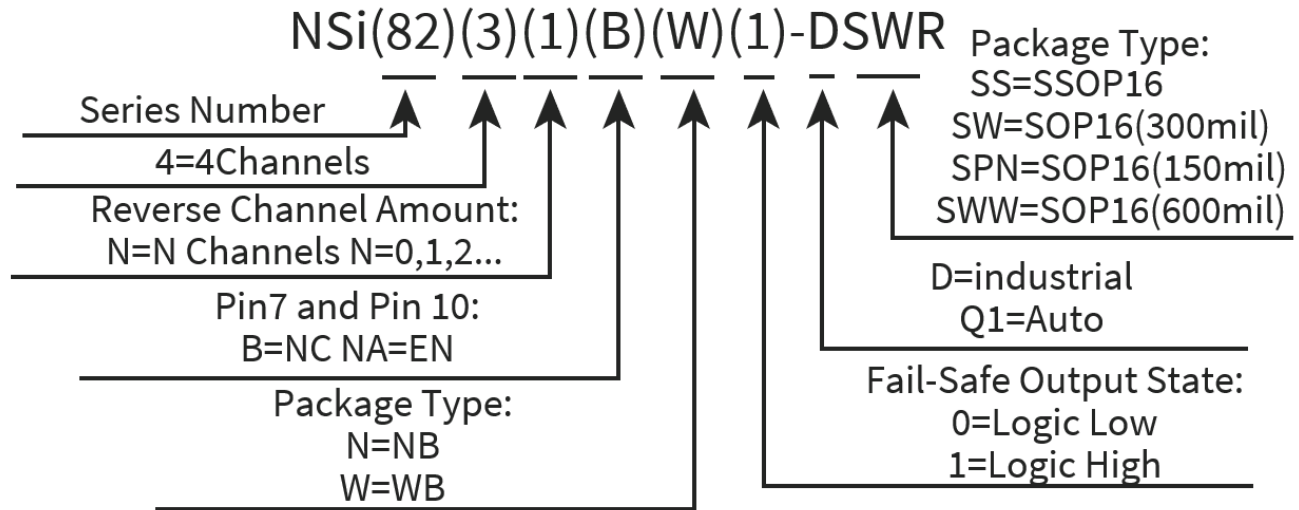 NSi(82)(3)(1)(B)(W)(1)-DSWR
Series Number
4=4Channels
Reverse Channel Amount:
N=N Channels N=0,1,2...
Pin7 and Pin 10:
B=NC NA=EN
Package Type:
N=NB
W=WB
Package Type:
SS=SSOP16
SW=SOP16(300mil)
SPN=SOP16(150mil)
SWW=SOP16(600mil)
D=industrial
Q1=Auto
Fail-Safe Output State:
0=Logic Low
1=Logic High